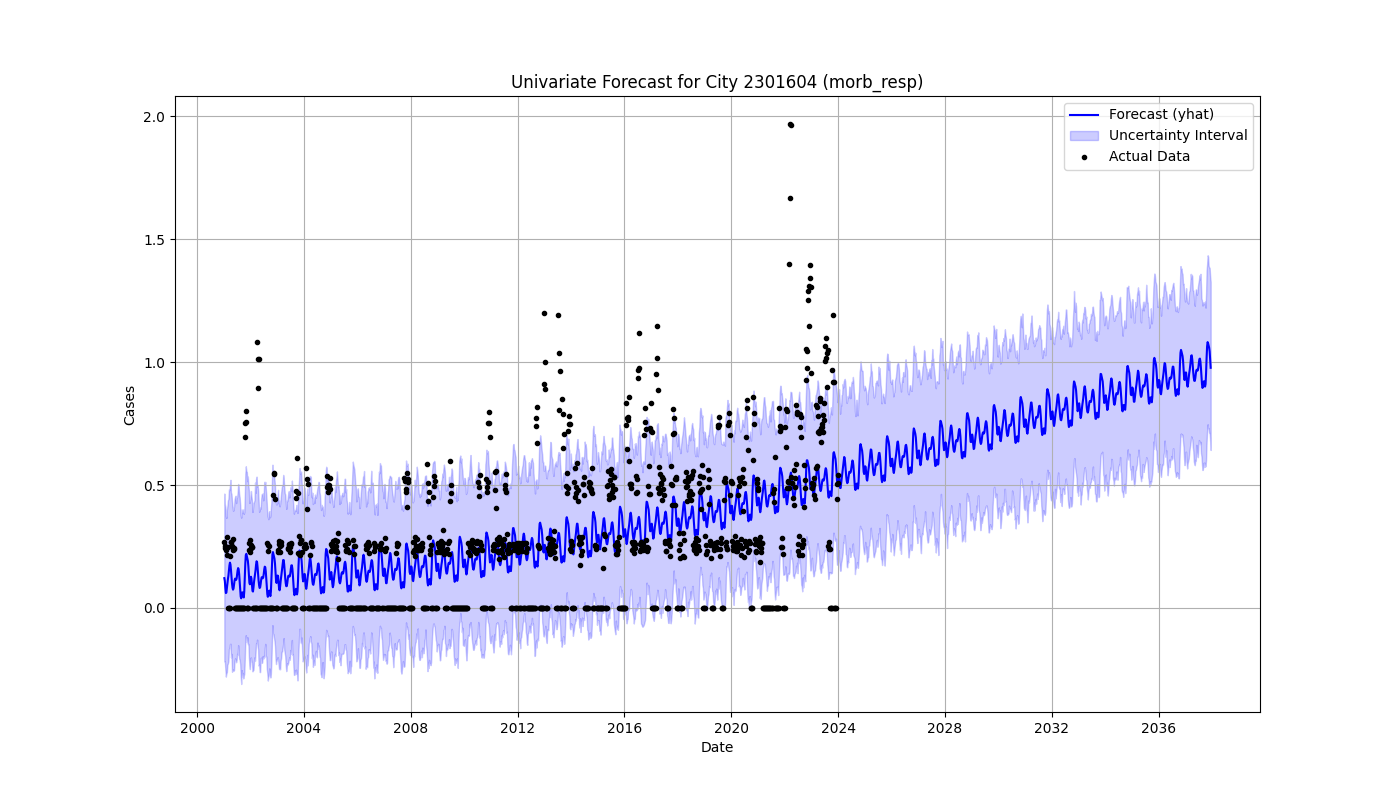 Univariate Forecast for City 2301604 (morb_resp)
Forecast (yhat)
Uncertainty Interval
Actual Data
Cases
2.0
1.5
1.0
0.5
0.0
2000 2004 2008 2012 2016 2020 2024 2028 2032 2036
Date